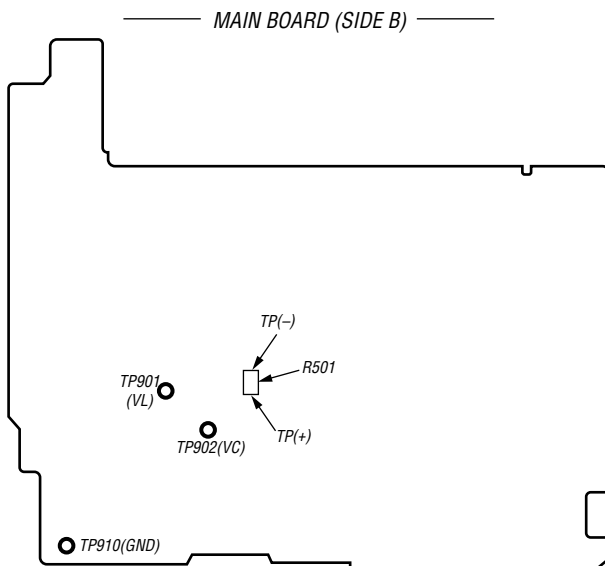 MAIN BOARD (SIDE B)
TP(–)
R501
TP901
(VL)
TP(+)
TP902(VC)
TP910(GND)